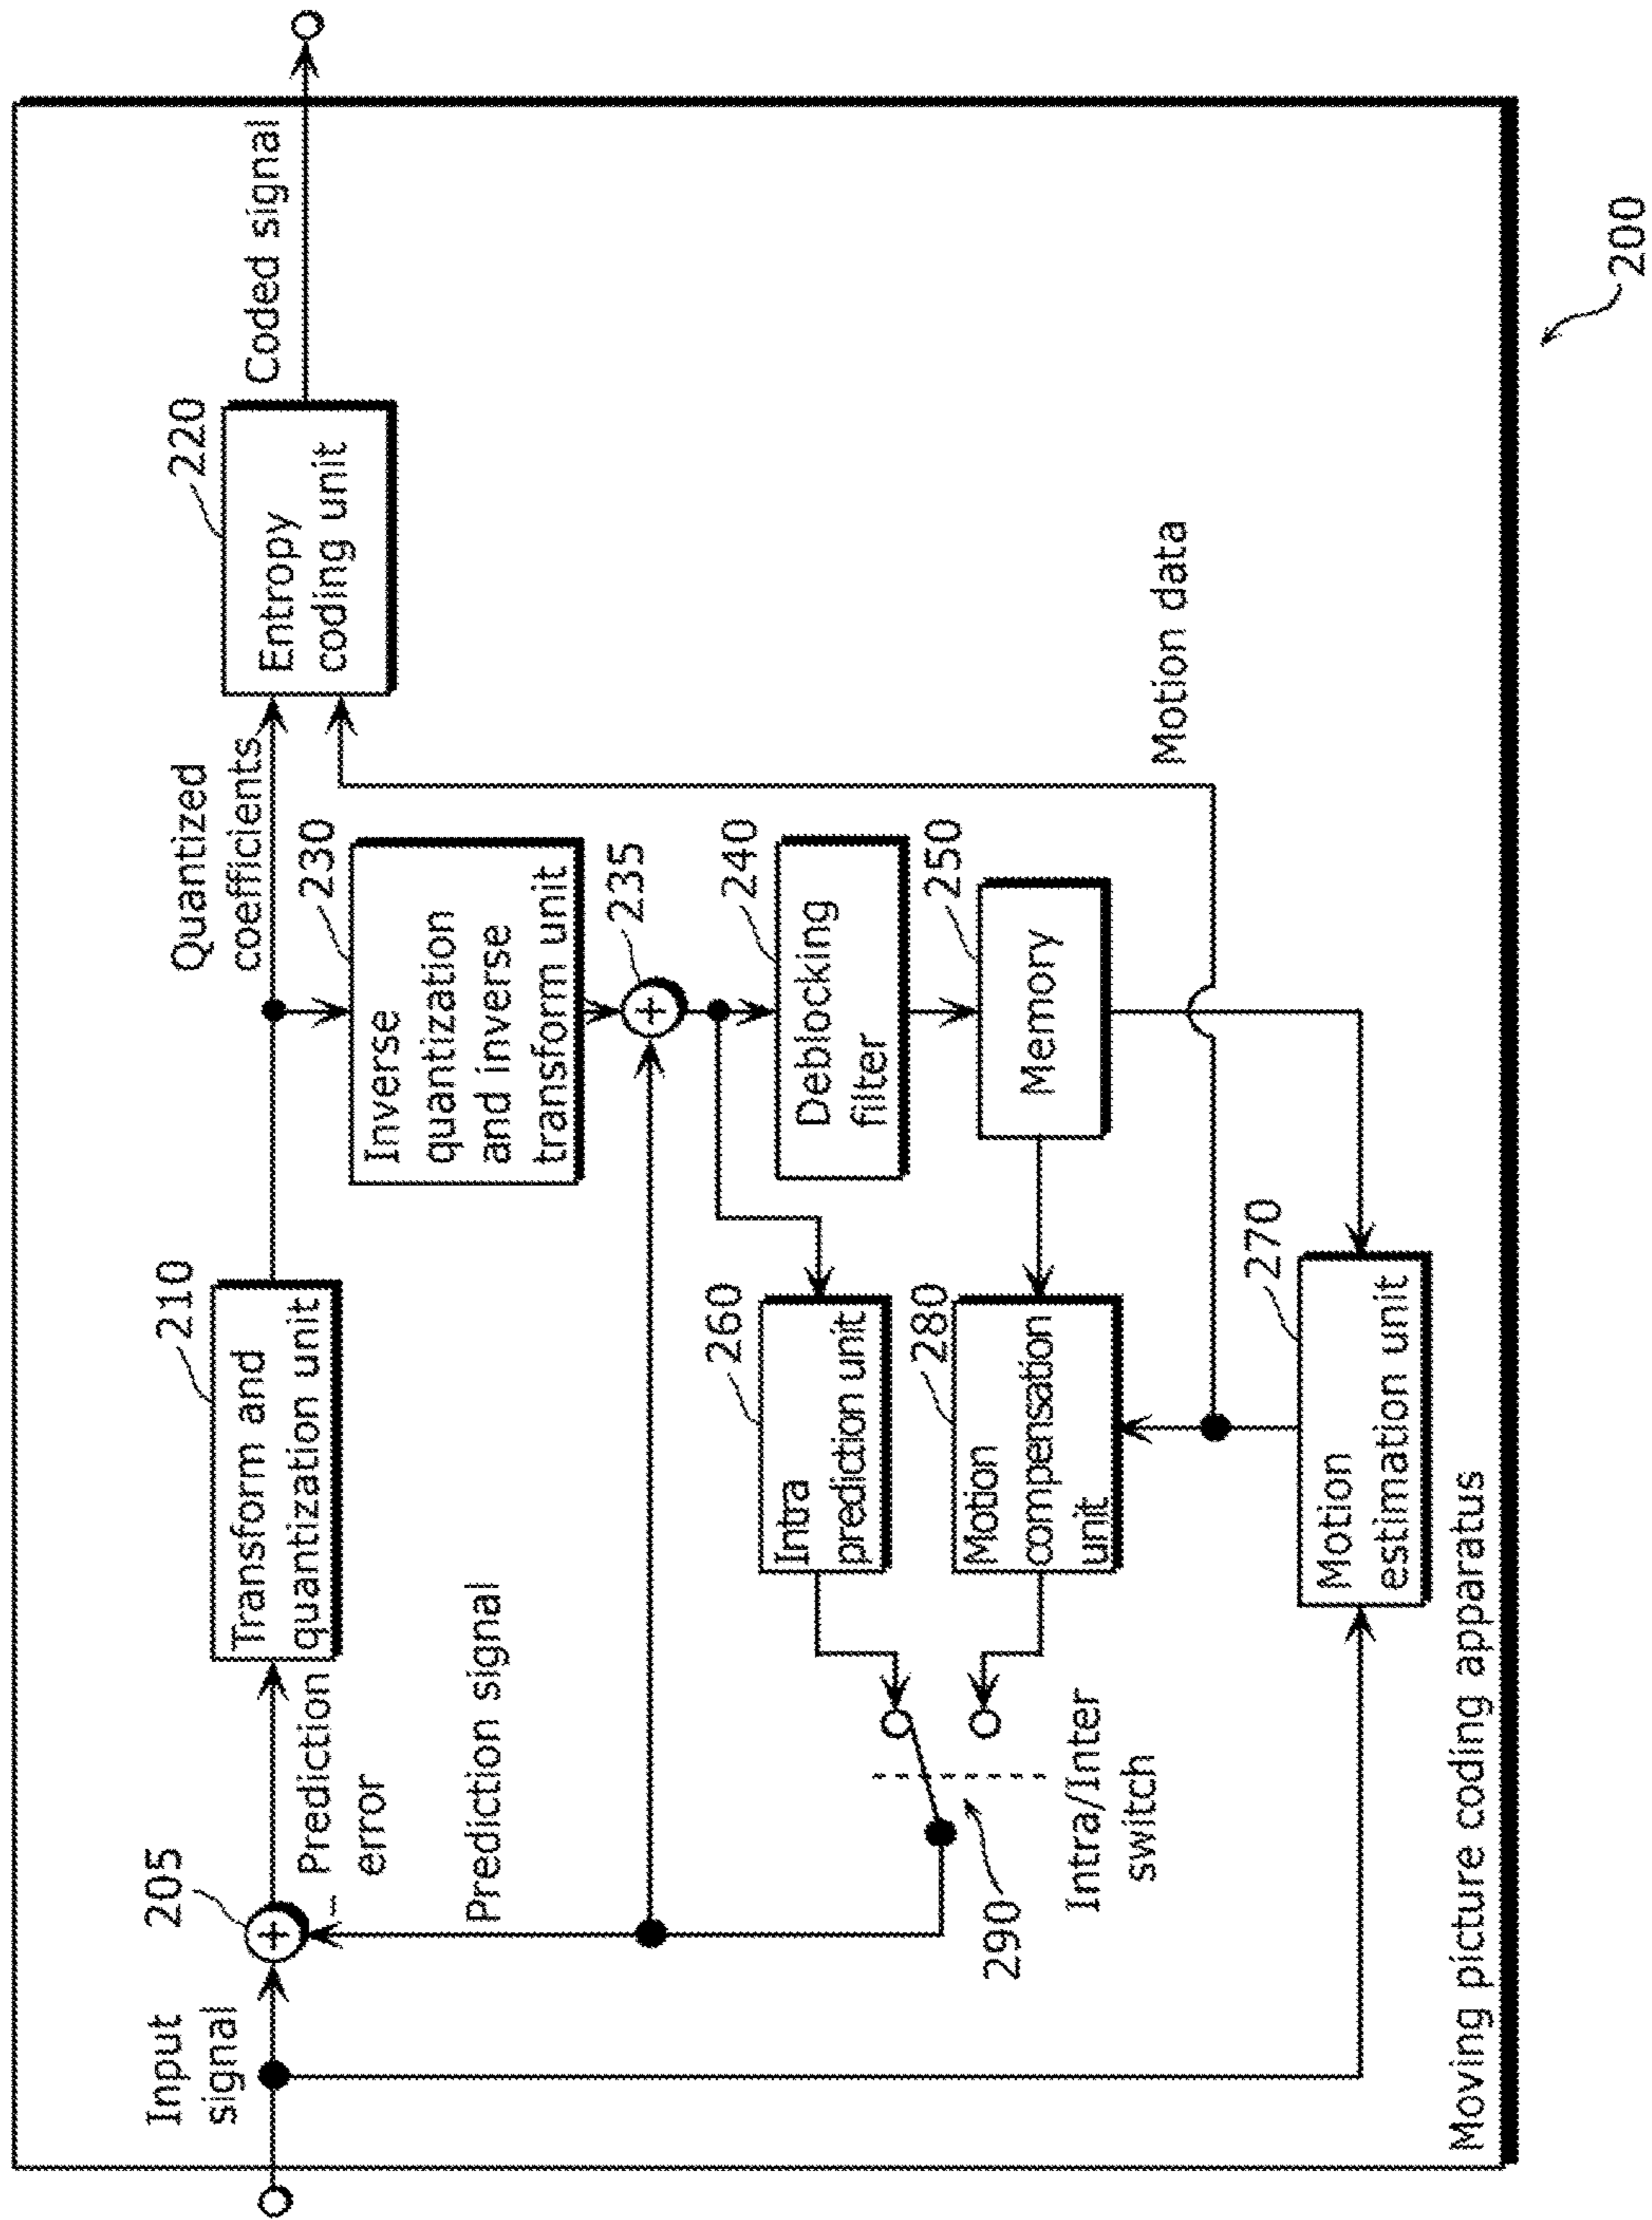 Input
signal
205
+
−
Prediction
error
210
Transform and
quantization unit
Quantized
coefficients
220
Entropy
coding unit
Coded signal
230
Inverse
quantization
and inverse
transform unit
Prediction signal
235
+
240
Deblocking
filter
260
Intra
prediction unit
250
Memory
280
Motion
compensation
unit
290
Intra/Inter
switch
Motion data
270
Motion
estimation unit
Moving picture coding apparatus
200